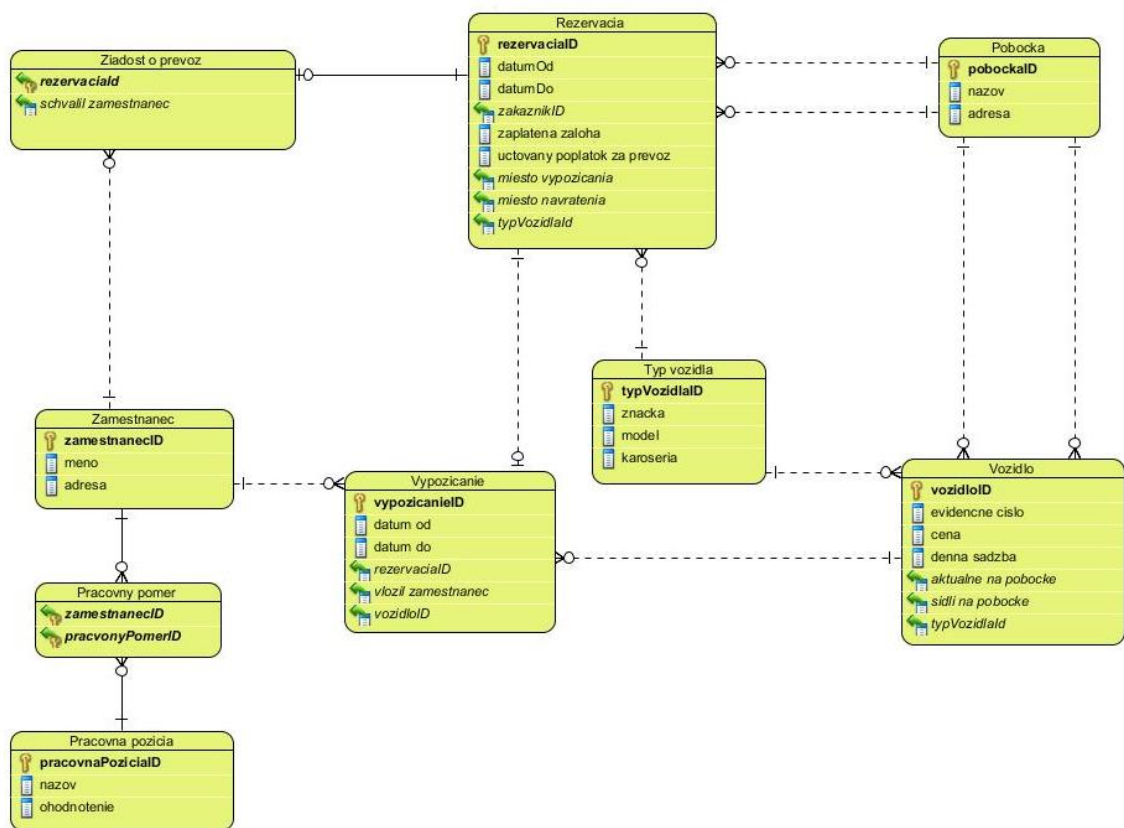 Ziadost o prevoz
rezervaciaId
schvalil zamestnanec
Rezervacia
rezervaciaID
datumOd
datumDo
zakaznikID
zaplatena zaloha
uctovany poplatok za prevoz
miesto vypozicania
miesto navratenia
typVozidlaId
Pobocka
pobockaID
nazov
adresa
Typ vozidla
typVozidlaID
znacka
model
karoseria
Zamestnanec
zamestnanecID
meno
adresa
Vypozicanie
vypozicanieID
datum od
datum do
rezervaciaID
vlozil zamestnanec
vozidloID
Vozidlo
vozidloID
evidencne cislo
cena
denna sadzba
aktualne na pobocke
sidli na pobocke
typVozidlaId
Pracovny pomer
zamestnanecID
pracvonyPomerID
Pracovna pozicia
pracovnaPoziciaID
nazov
ohodnotenie